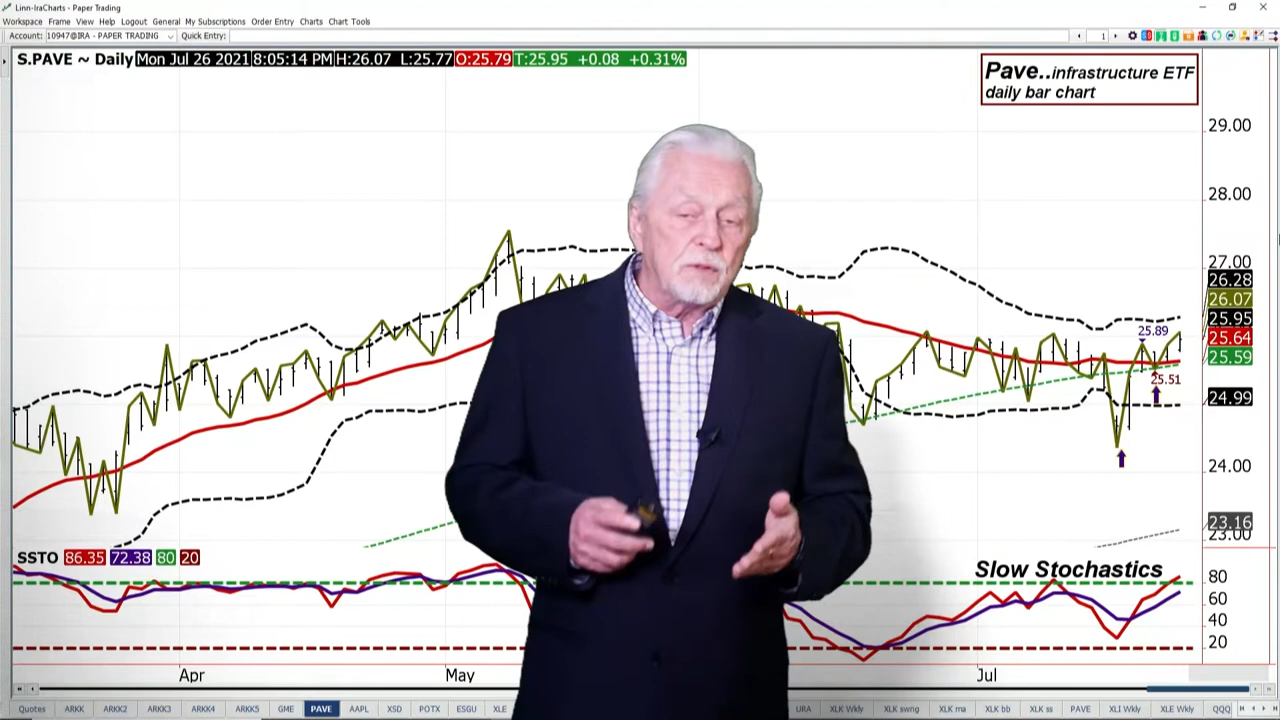 Linn-IraCharts - Paper Trading
Workspace Frame View Help Logout General My Subscriptions Order Entry Charts Chart Tools
Account: 10947@IRA - PAPER TRADING Quick Entry: 1
S.PAVE ~ Daily Mon Jul 26 2021 8:05:14 PM H:26.07 L:25.77 O:25.79 T:25.95 +0.08 +0.31%
Pave..infrastructure ETF
daily bar chart
29.00
28.00
27.00
26.28
26.07
25.95
25.89
25.64
25.59
25.51
24.99
24.00
23.16
23.00
SSTO 86.35 72.38 80 20
Slow Stochastics
80
60
40
20
Apr May Jul
Quotes ARKK ARKK2 ARKK3 ARKK4 ARKK5 GME PAVE AAPL XSD POTX ESGU XLE URA XLK Wkly XLK swng XLK ma XLK bb XLK ss PAVE XLI Wkly XLE Wkly QQQ